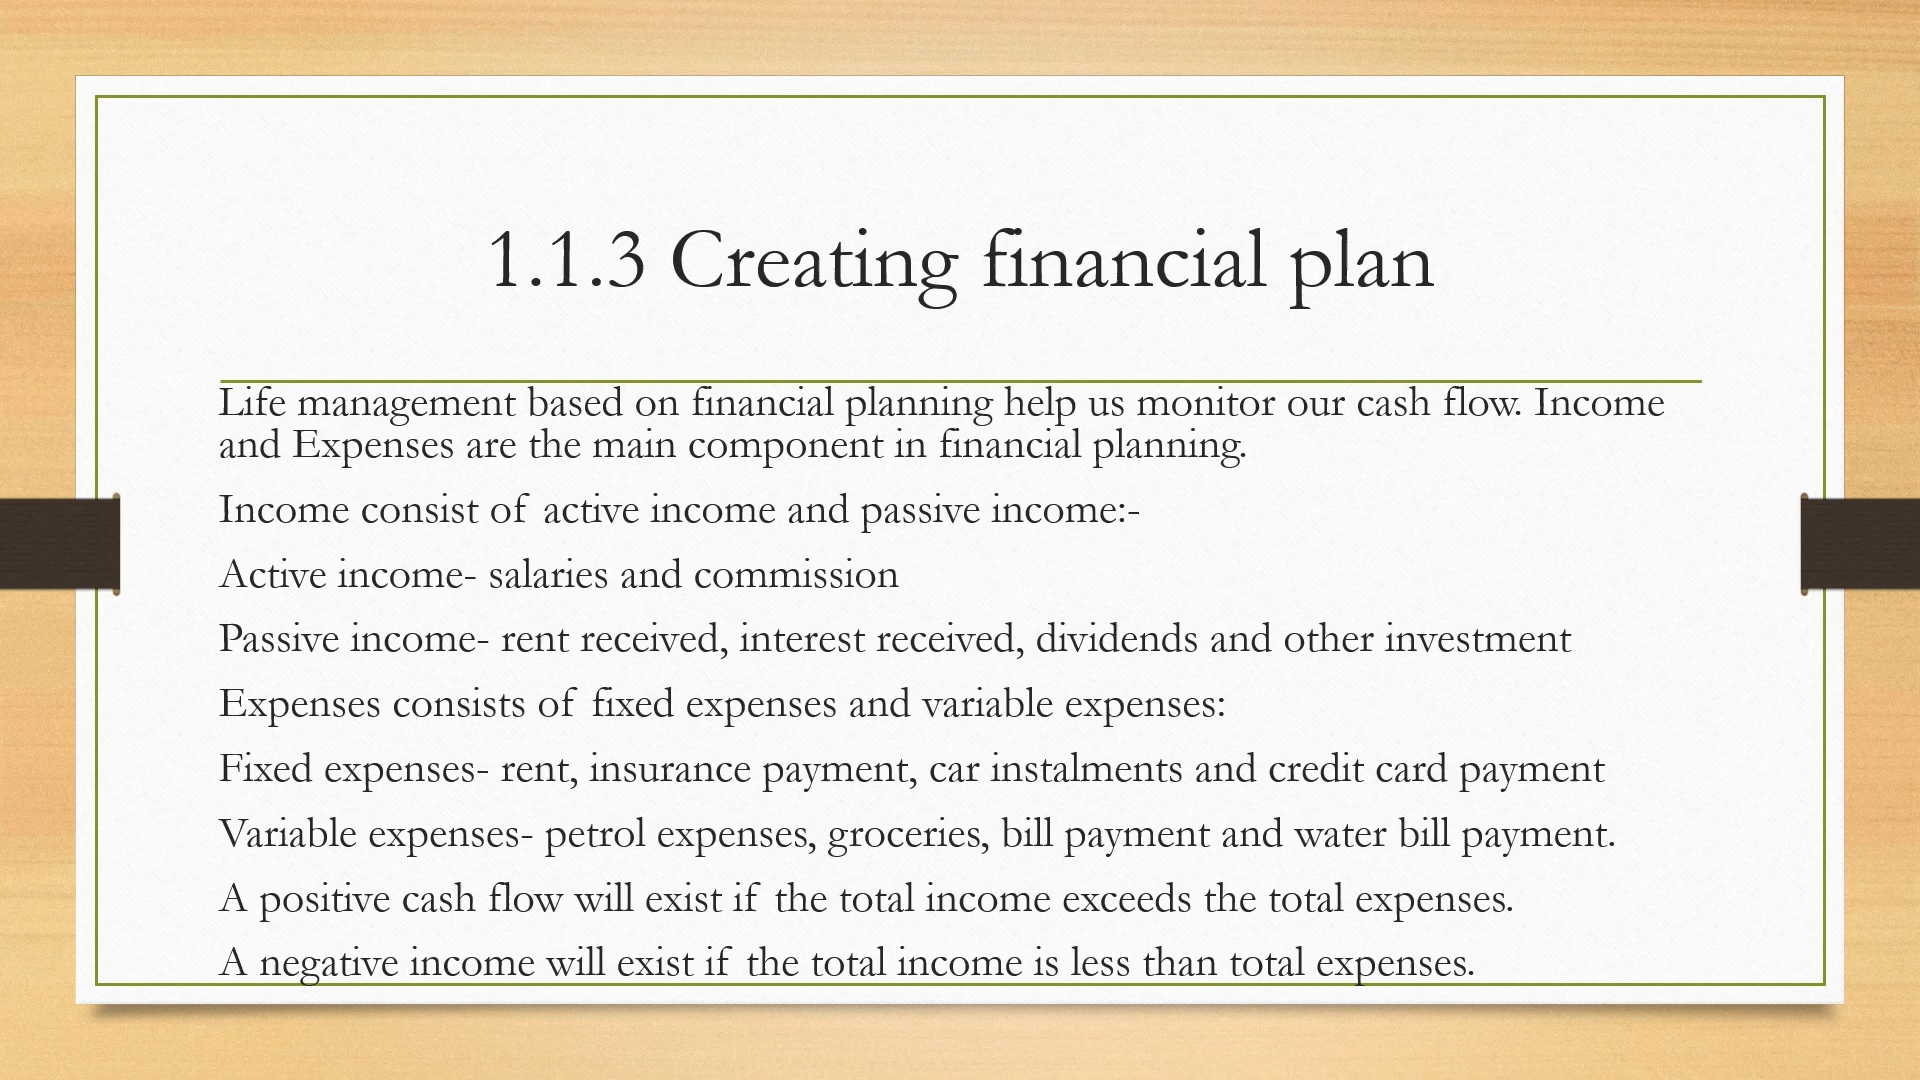 1.1.3 Creating financial plan
Life management based on financial planning help us monitor our cash flow. Income
and Expenses are the main component in financial planning.
Income consist of active income and passive income:-
Active income- salaries and commission
Passive income- rent received, interest received, dividends and other investment
Expenses consists of fixed expenses and variable expenses:
Fixed expenses- rent, insurance payment, car instalments and credit card payment
Variable expenses- petrol expenses, groceries, bill payment and water bill payment.
A positive cash flow will exist if the total income exceeds the total expenses.
A negative income will exist if the total income is less than total expenses.